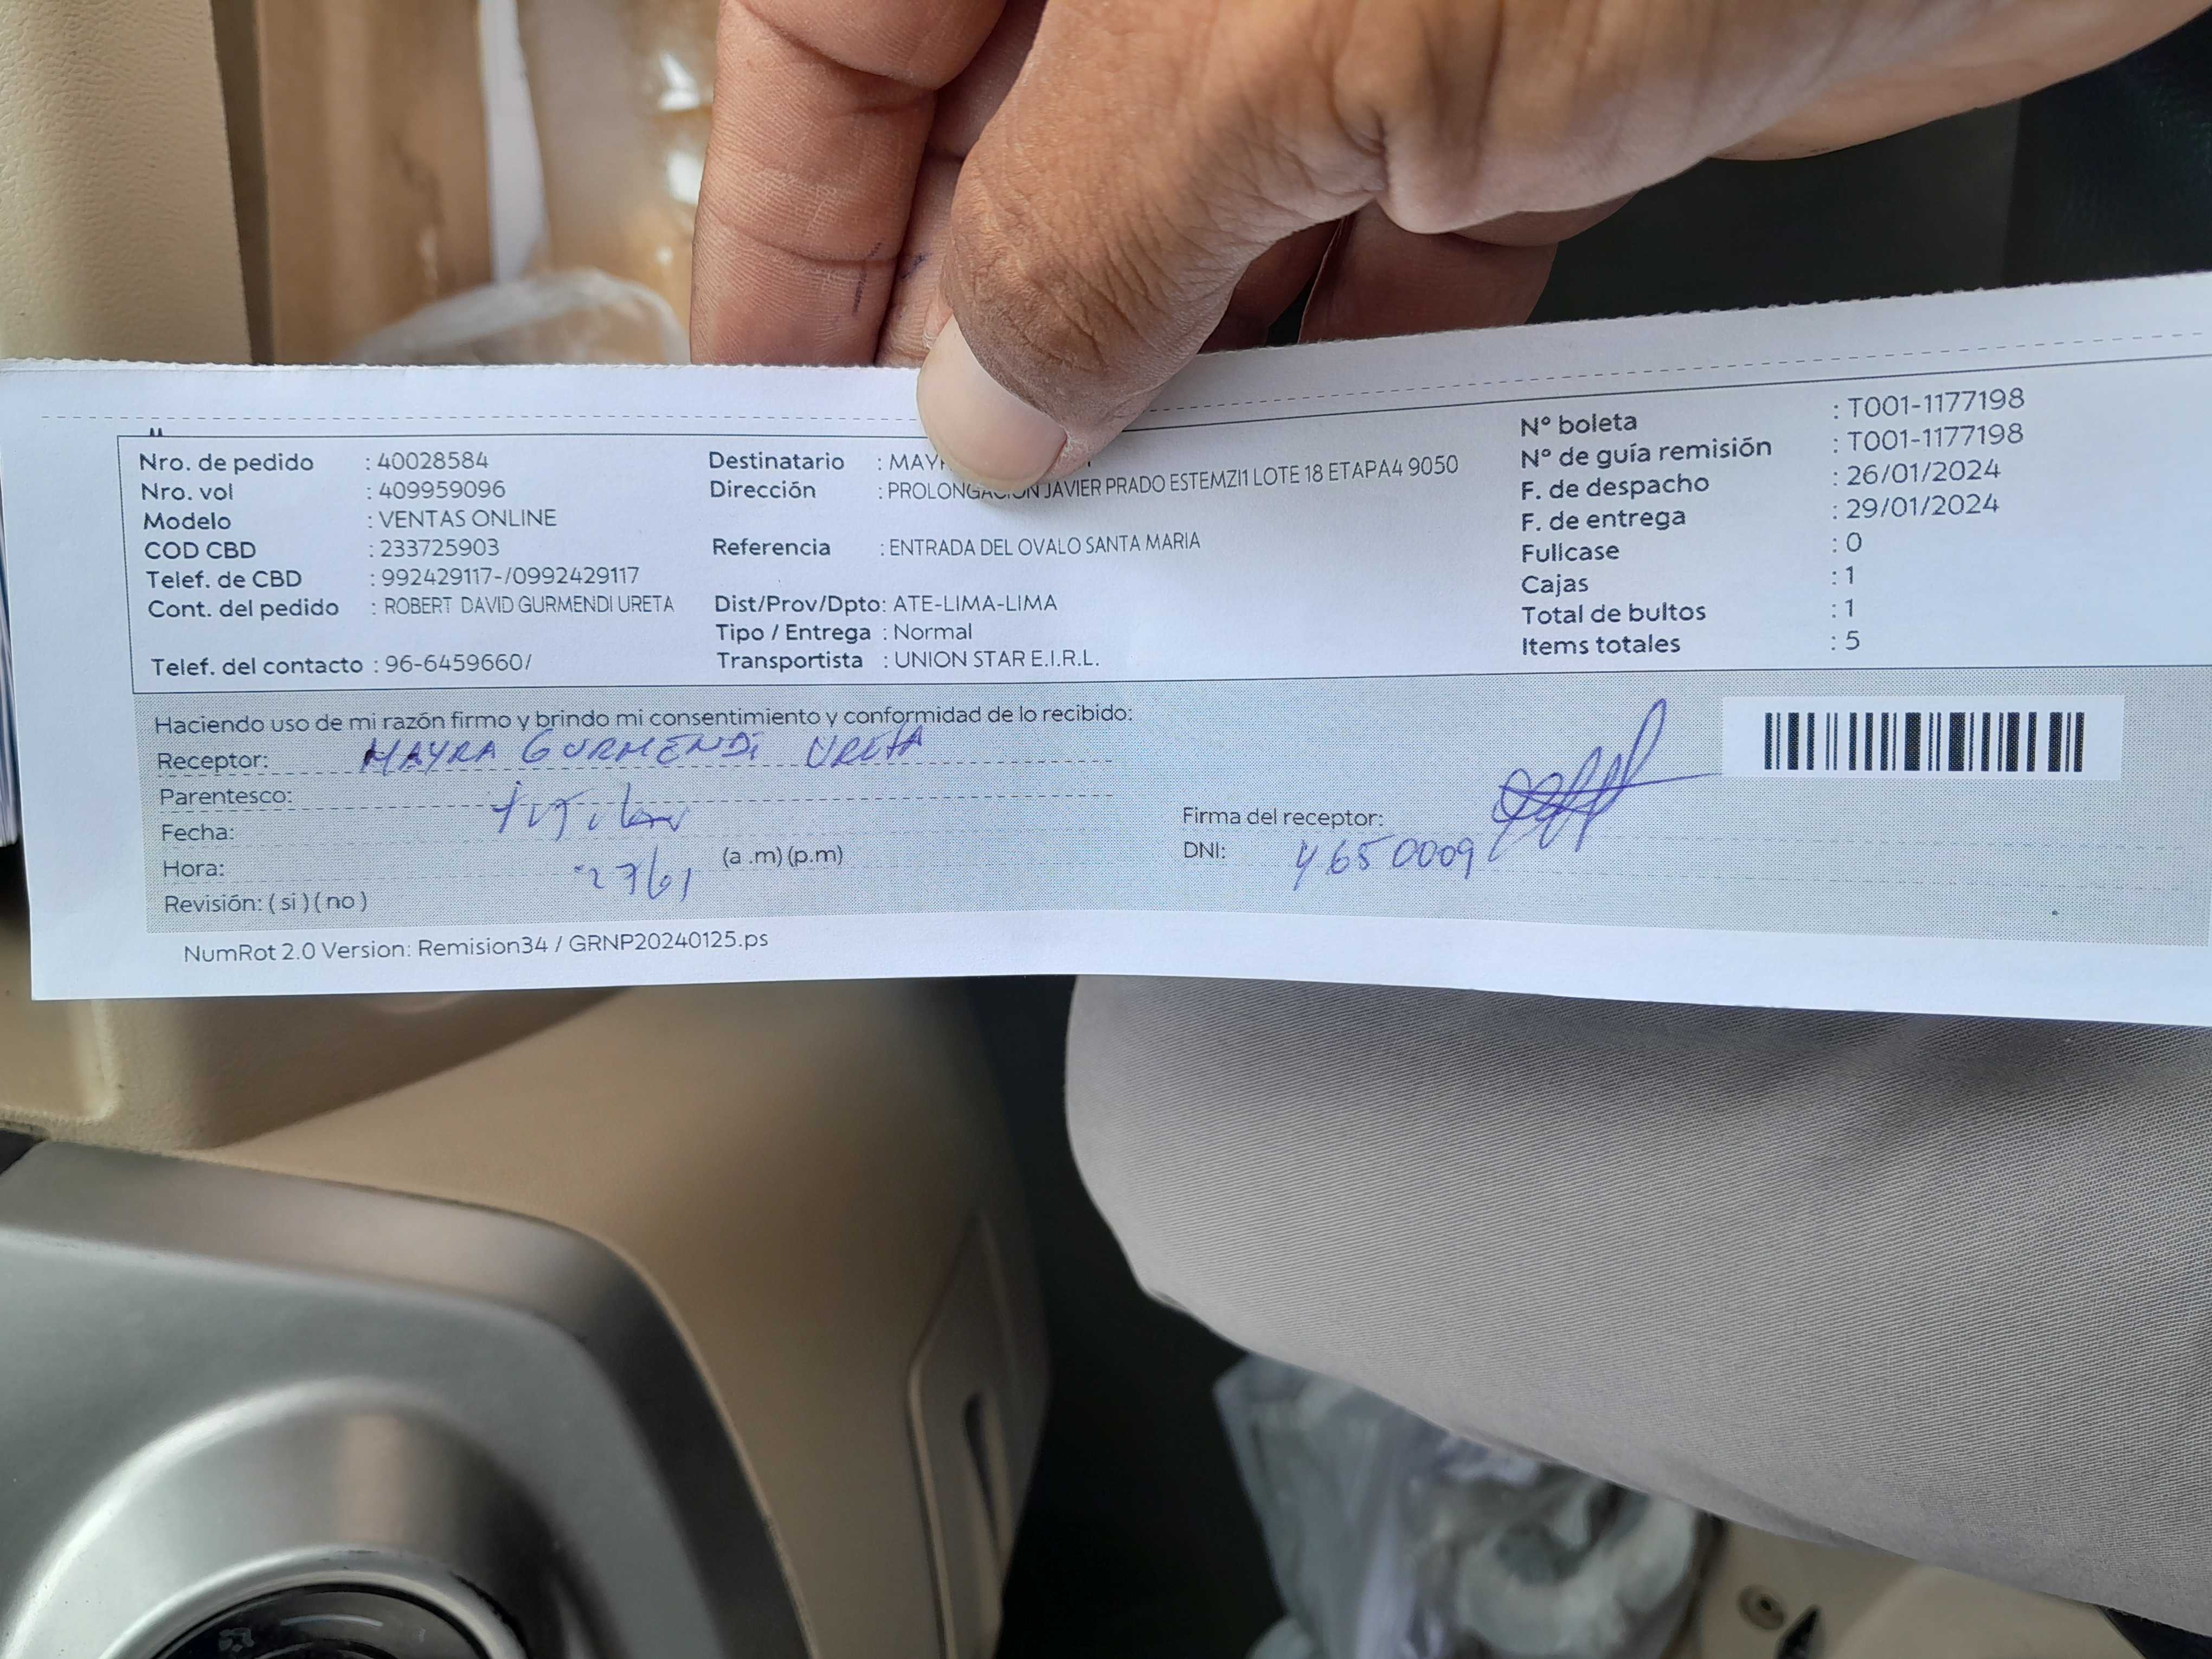 Nro. de pedido : 40028584
Nro. vol : 409959096
Modelo : VENTAS ONLINE
COD CBD : 233725903
Telef. de CBD : 992429117-/0992429117
Cont. del pedido : ROBERT DAVID GURMENDI URETA
Telef. del contacto : 96-6459660/
Destinatario :
Dirección : PROLONGACION JAVIER PRADO ESTEMZI1 LOTE 18 ETAPA4 9050
Referencia : ENTRADA DEL OVALO SANTA MARIA
Dist/Prov/Dpto: ATE-LIMA-LIMA
Tipo / Entrega : Normal
Transportista : UNION STAR E.I.R.L.
Nº boleta : T001-1177198
Nº de guía remisión : T001-1177198
F. de despacho : 26/01/2024
F. de entrega : 29/01/2024
Fullcase : 0
Cajas : 1
Total de bultos : 1
Items totales : 5
Haciendo uso de mi razón firmo y brindo mi consentimiento y conformidad de lo recibido:
Receptor: MAYRA GURMENDI URETA
Parentesco: titular
Fecha:
Hora: 27/01 (a .m) (p.m)
Revisión: ( si ) ( no )
Firma del receptor:
DNI: 46500091
NumRot 2.0 Version: Remision34 / GRNP20240125.ps